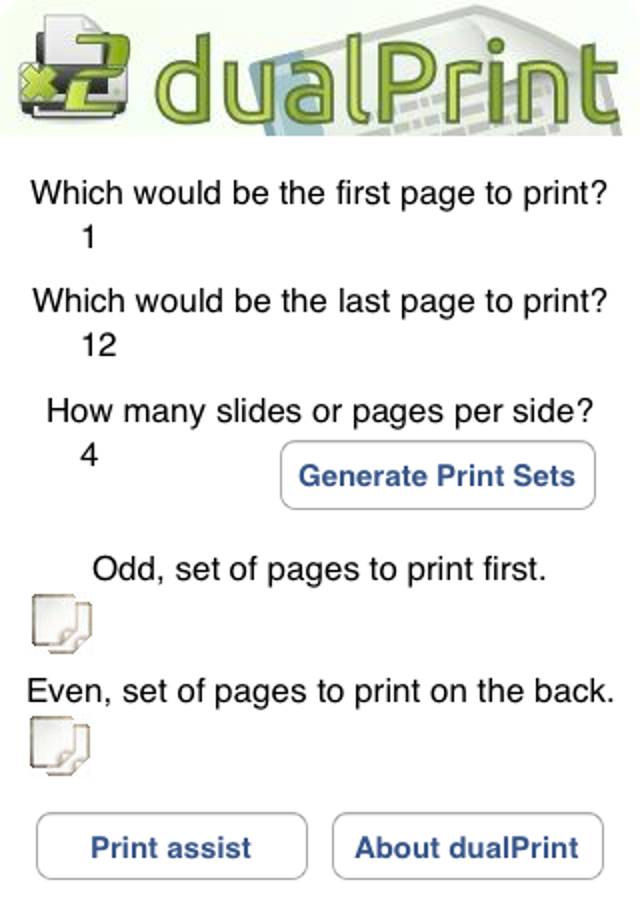 x2 dualPrint
Which would be the first page to print?
1
Which would be the last page to print?
12
How many slides or pages per side?
4
Generate Print Sets
Odd, set of pages to print first.
Even, set of pages to print on the back.
Print assist
About dualPrint